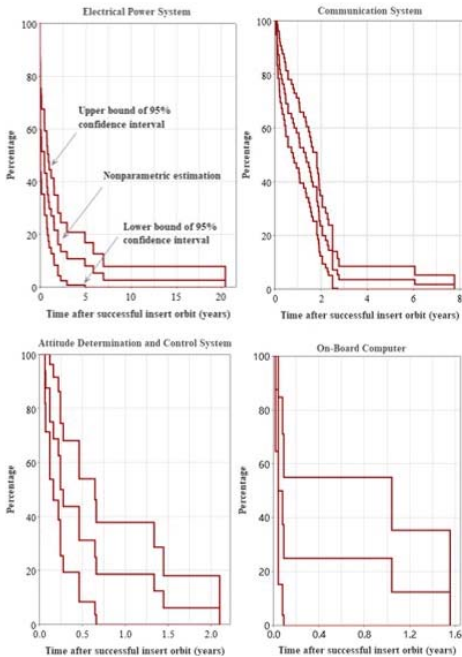 Electrical Power System
100
80
60
40
20
0
Percentage
Upper bound of 95%
confidence interval
Nonparametric estimation
Lower bound of 95%
confidence interval
0 5 10 15 20
Time after successful insert orbit (years)
Communication System
100
80
60
40
20
0
Percentage
0 2 4 6 8
Time after successful insert orbit (years)
Attitude Determination and Control System
100
80
60
40
20
0
Percentage
0.0 0.5 1.0 1.5 2.0
Time after successful insert orbit (years)
On-Board Computer
100
80
60
40
20
0
Percentage
0.0 0.4 0.8 1.2 1.6
Time after successful insert orbit (years)